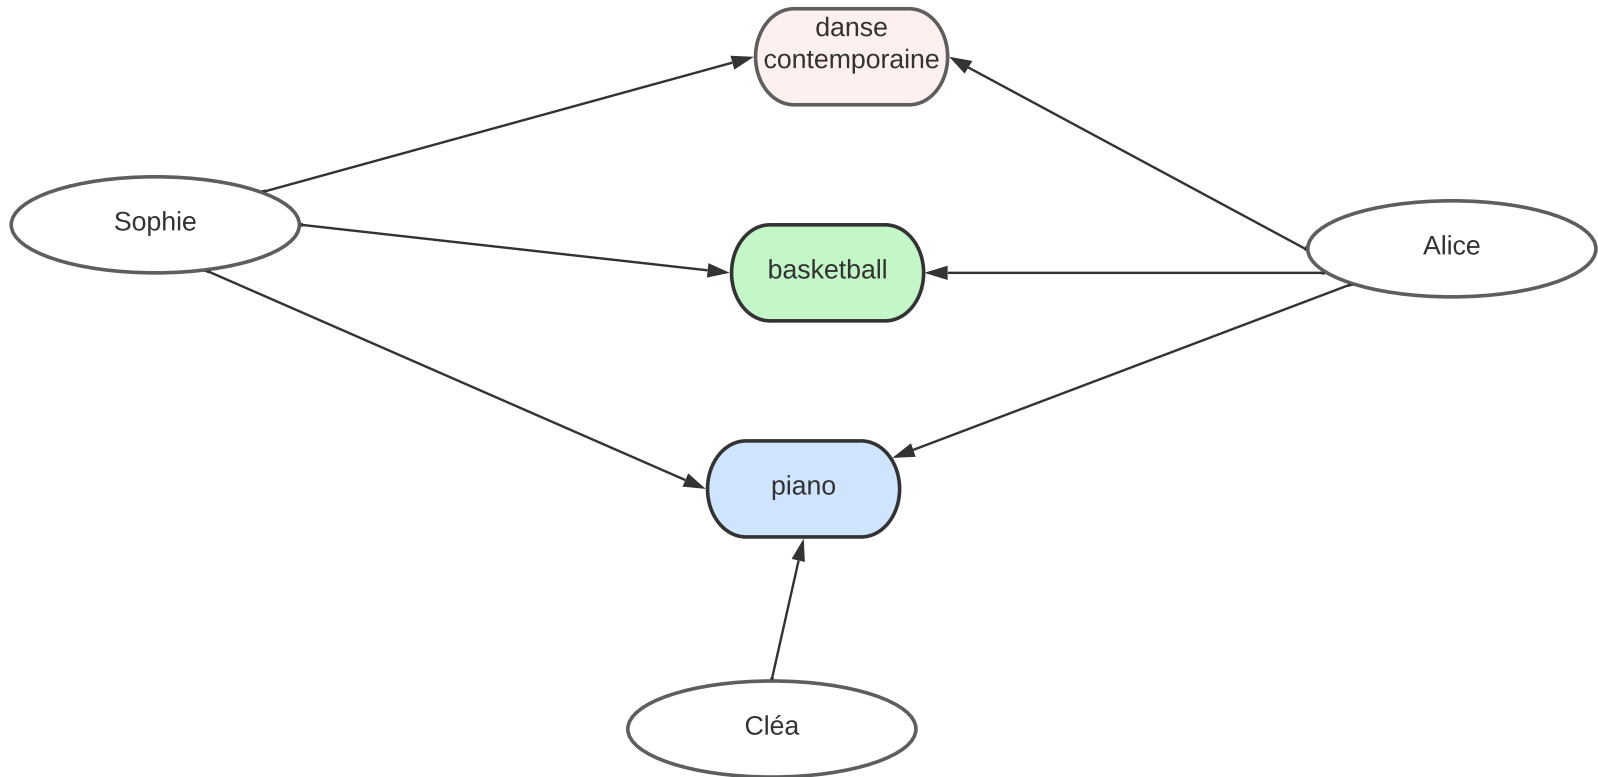 danse
contemporaine
Sophie
Alice
basketball
piano
Cléa